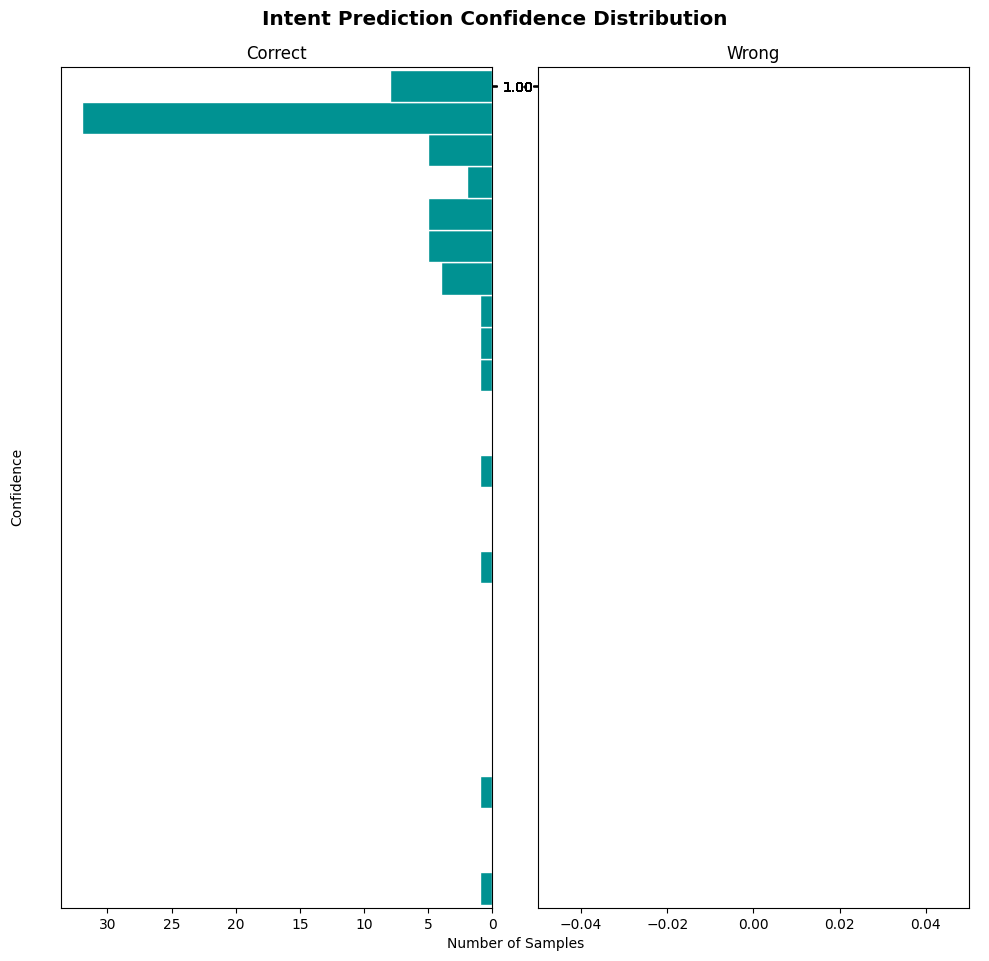 Intent Prediction Confidence Distribution
Correct
Wrong
1.00
Confidence
30 25 20 15 10 5 0
−0.04 −0.02 0.00 0.02 0.04
Number of Samples